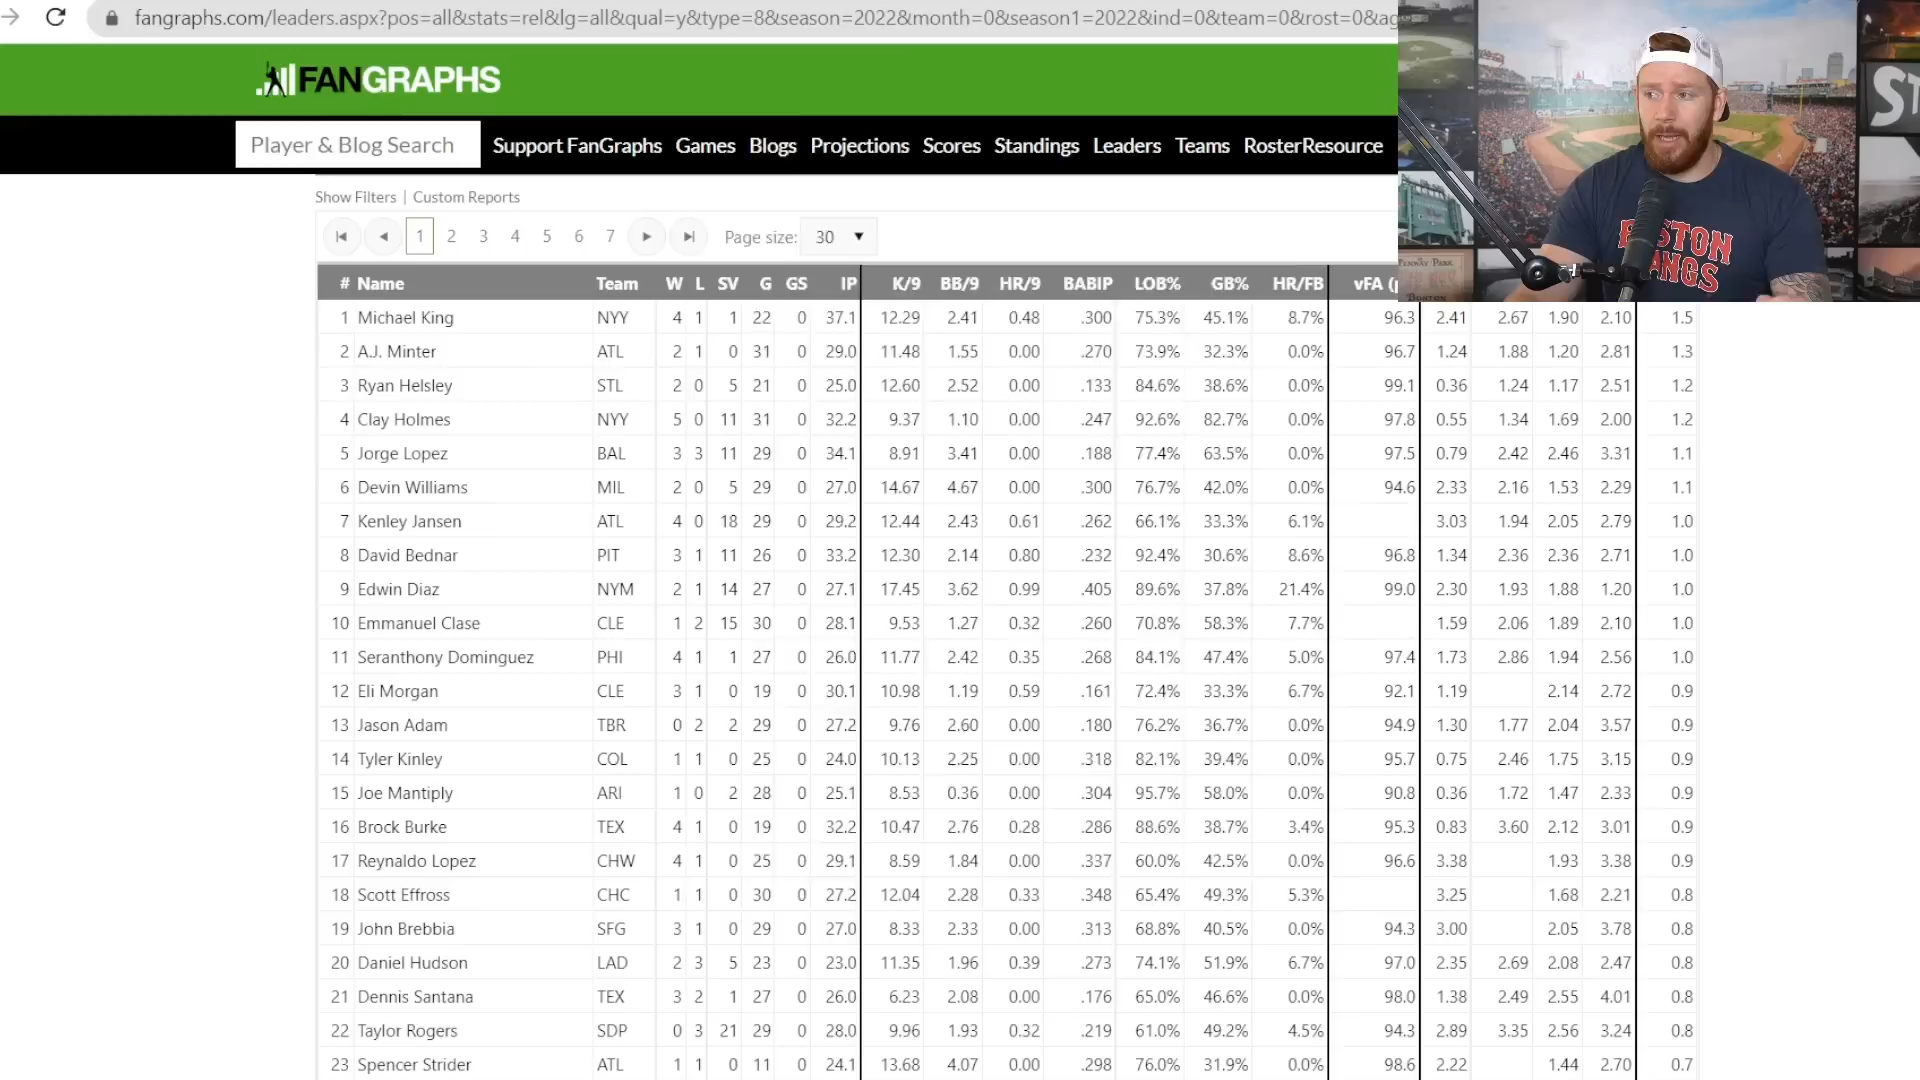 fangraphs.com/leaders.aspx?pos=all&stats=rel&lg=all&qual=y&type=8&season=2022&month=0&season1=2022&ind=0&team=0&rost=0&ag
FANGRAPHS
Player & Blog Search Support FanGraphs Games Blogs Projections Scores Standings Leaders Teams RosterResource
Show Filters | Custom Reports
1 2 3 4 5 6 7 Page size: 30
# Name Team W L SV G GS IP K/9 BB/9 HR/9 BABIP LOB% GB% HR/FB vFA (
1 Michael King NYY 4 1 1 22 0 37.1 12.29 2.41 0.48 .300 75.3% 45.1% 8.7% 96.3 2.41 2.67 1.90 2.10 1.5
2 A.J. Minter ATL 2 1 0 31 0 29.0 11.48 1.55 0.00 .270 73.9% 32.3% 0.0% 96.7 1.24 1.88 1.20 2.81 1.3
3 Ryan Helsley STL 2 0 5 21 0 25.0 12.60 2.52 0.00 .133 84.6% 38.6% 0.0% 99.1 0.36 1.24 1.17 2.51 1.2
4 Clay Holmes NYY 5 0 11 31 0 32.2 9.37 1.10 0.00 .247 92.6% 82.7% 0.0% 97.8 0.55 1.34 1.69 2.00 1.2
5 Jorge Lopez BAL 3 3 11 29 0 34.1 8.91 3.41 0.00 .188 77.4% 63.5% 0.0% 97.5 0.79 2.42 2.46 3.31 1.1
6 Devin Williams MIL 2 0 5 29 0 27.0 14.67 4.67 0.00 .300 76.7% 42.0% 0.0% 94.6 2.33 2.16 1.53 2.29 1.1
7 Kenley Jansen ATL 4 0 18 29 0 29.2 12.44 2.43 0.61 .262 66.1% 33.3% 6.1% 3.03 1.94 2.05 2.79 1.0
8 David Bednar PIT 3 1 11 26 0 33.2 12.30 2.14 0.80 .232 92.4% 30.6% 8.6% 96.8 1.34 2.36 2.36 2.71 1.0
9 Edwin Diaz NYM 2 1 14 27 0 27.1 17.45 3.62 0.99 .405 89.6% 37.8% 21.4% 99.0 2.30 1.93 1.88 1.20 1.0
10 Emmanuel Clase CLE 1 2 15 30 0 28.1 9.53 1.27 0.32 .260 70.8% 58.3% 7.7% 1.59 2.06 1.89 2.10 1.0
11 Seranthony Dominguez PHI 4 1 1 27 0 26.0 11.77 2.42 0.35 .268 84.1% 47.4% 5.0% 97.4 1.73 2.86 1.94 2.56 1.0
12 Eli Morgan CLE 3 1 0 19 0 30.1 10.98 1.19 0.59 .161 72.4% 33.3% 6.7% 92.1 1.19 2.14 2.72 0.9
13 Jason Adam TBR 0 2 2 29 0 27.2 9.76 2.60 0.00 .180 76.2% 36.7% 0.0% 94.9 1.30 1.77 2.04 3.57 0.9
14 Tyler Kinley COL 1 1 0 25 0 24.0 10.13 2.25 0.00 .318 82.1% 39.4% 0.0% 95.7 0.75 2.46 1.75 3.15 0.9
15 Joe Mantiply ARI 1 0 2 28 0 25.1 8.53 0.36 0.00 .304 95.7% 58.0% 0.0% 90.8 0.36 1.72 1.47 2.33 0.9
16 Brock Burke TEX 4 1 0 19 0 32.2 10.47 2.76 0.28 .286 88.6% 38.7% 3.4% 95.3 0.83 3.60 2.12 3.01 0.9
17 Reynaldo Lopez CHW 4 1 0 25 0 29.1 8.59 1.84 0.00 .337 60.0% 42.5% 0.0% 96.6 3.38 1.93 3.38 0.9
18 Scott Effross CHC 1 1 0 30 0 27.2 12.04 2.28 0.33 .348 65.4% 49.3% 5.3% 3.25 1.68 2.21 0.8
19 John Brebbia SFG 3 1 0 29 0 27.0 8.33 2.33 0.00 .313 68.8% 40.5% 0.0% 94.3 3.00 2.05 3.78 0.8
20 Daniel Hudson LAD 2 3 5 23 0 23.0 11.35 1.96 0.39 .273 74.1% 51.9% 6.7% 97.0 2.35 2.69 2.08 2.47 0.8
21 Dennis Santana TEX 3 2 1 27 0 26.0 6.23 2.08 0.00 .176 65.0% 46.6% 0.0% 98.0 1.38 2.49 2.55 4.01 0.8
22 Taylor Rogers SDP 0 3 21 29 0 28.0 9.96 1.93 0.32 .219 61.0% 49.2% 4.5% 94.3 2.89 3.35 2.56 3.24 0.8
23 Spencer Strider ATL 1 1 0 11 0 24.1 13.68 4.07 0.00 .298 76.0% 31.9% 0.0% 98.6 2.22 1.44 2.70 0.7